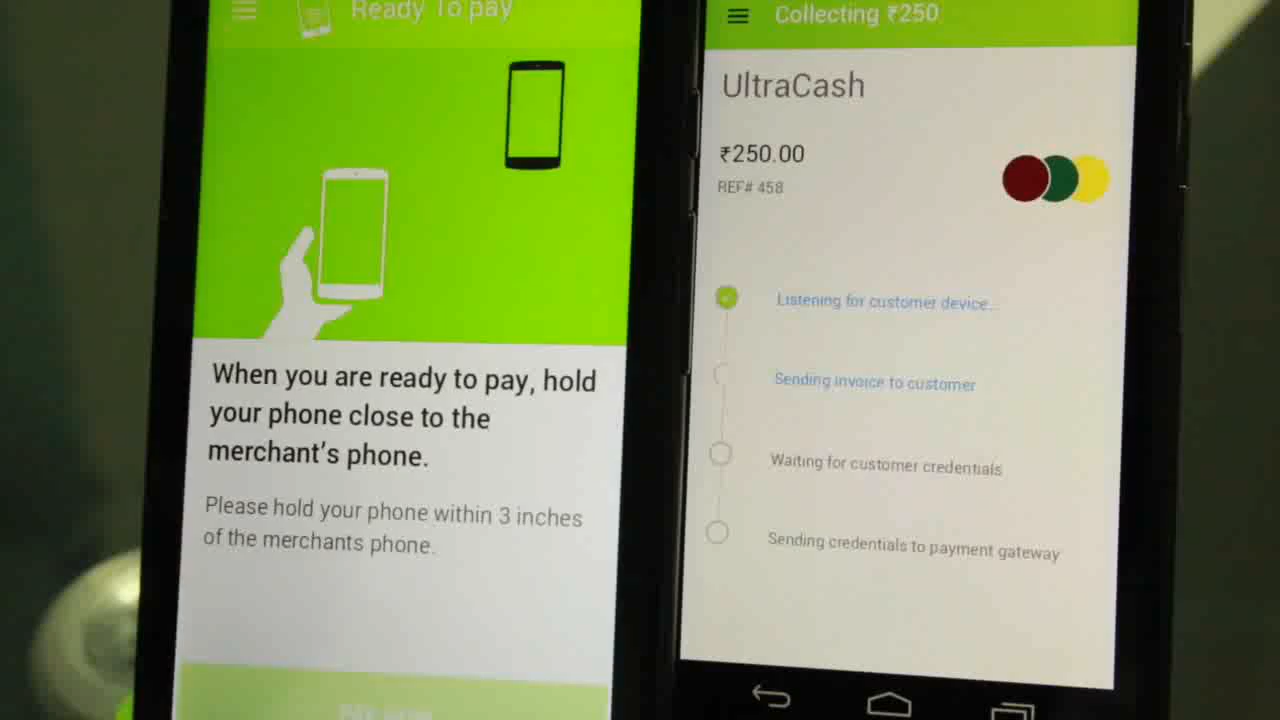 Ready To pay
When you are ready to pay, hold
your phone close to the
merchant's phone.
Please hold your phone within 3 inches
of the merchants phone.
Collecting ₹250
UltraCash
₹250.00
REF# 458
Listening for customer device...
Sending invoice to customer
Waiting for customer credentials
Sending credentials to payment gateway